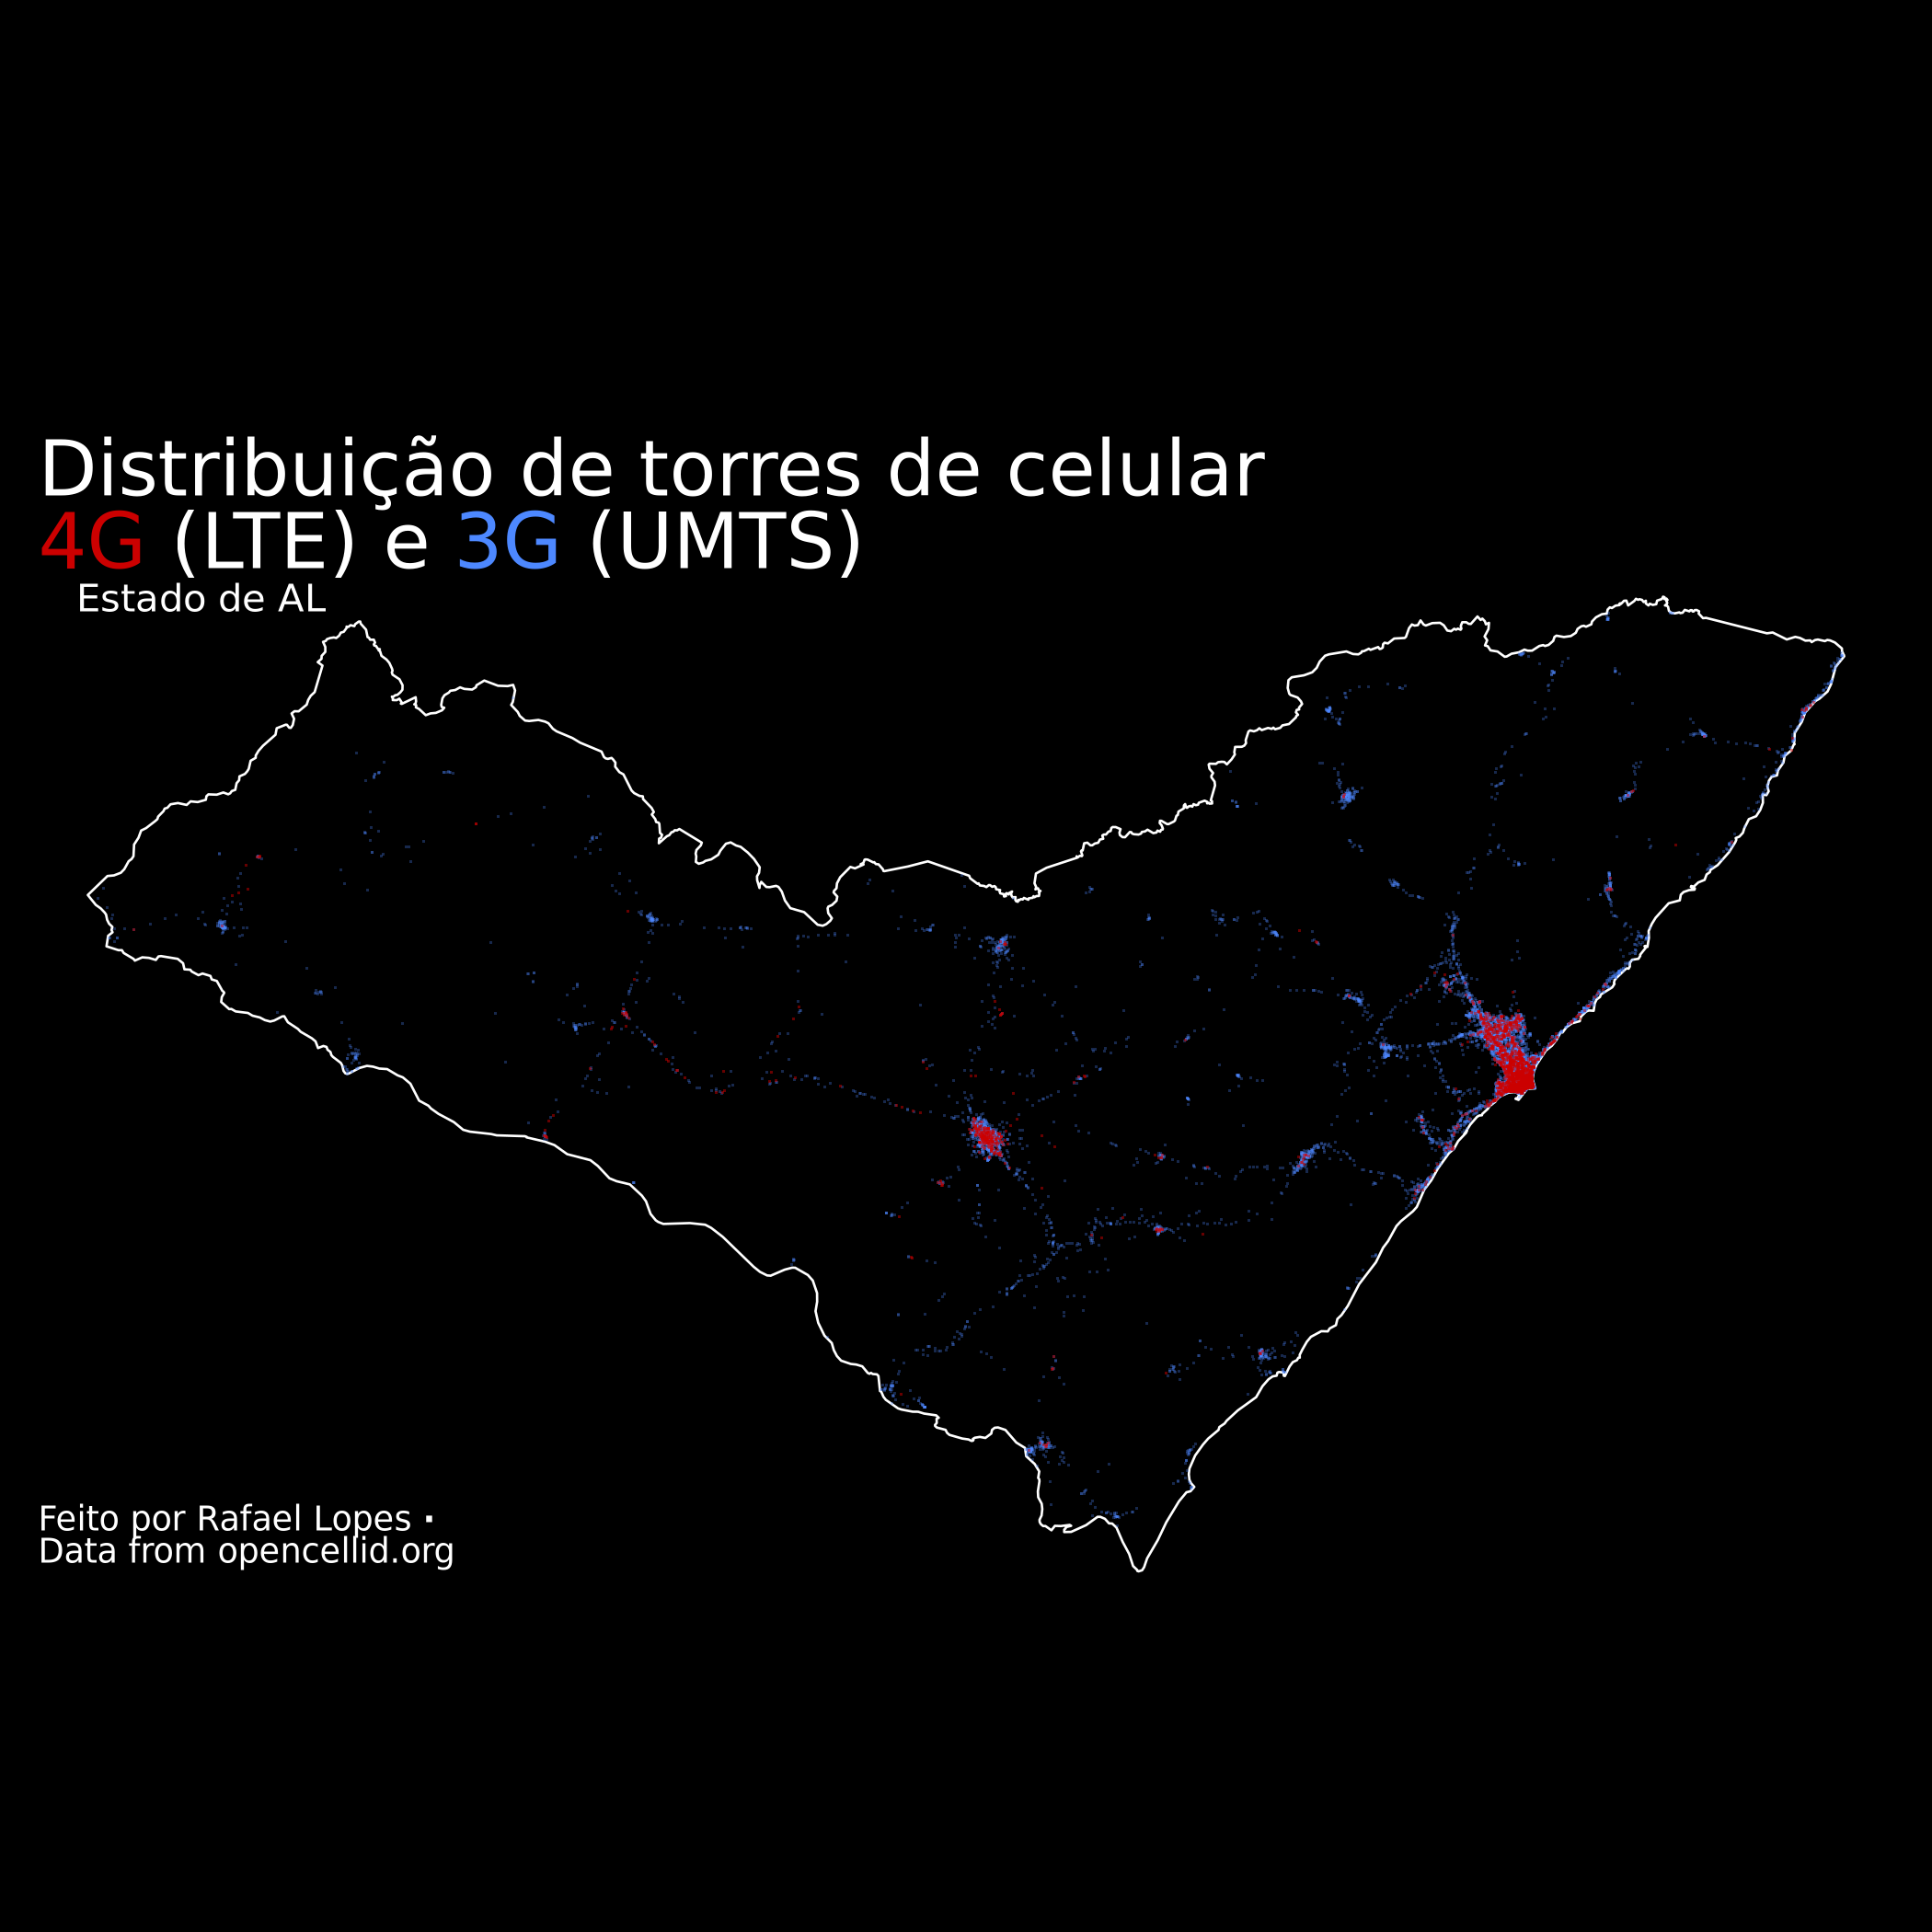 Distribuição de torres de celular
4G (LTE) e 3G (UMTS)
Estado de AL
Feito por Rafael Lopes ·
Data from opencellid.org